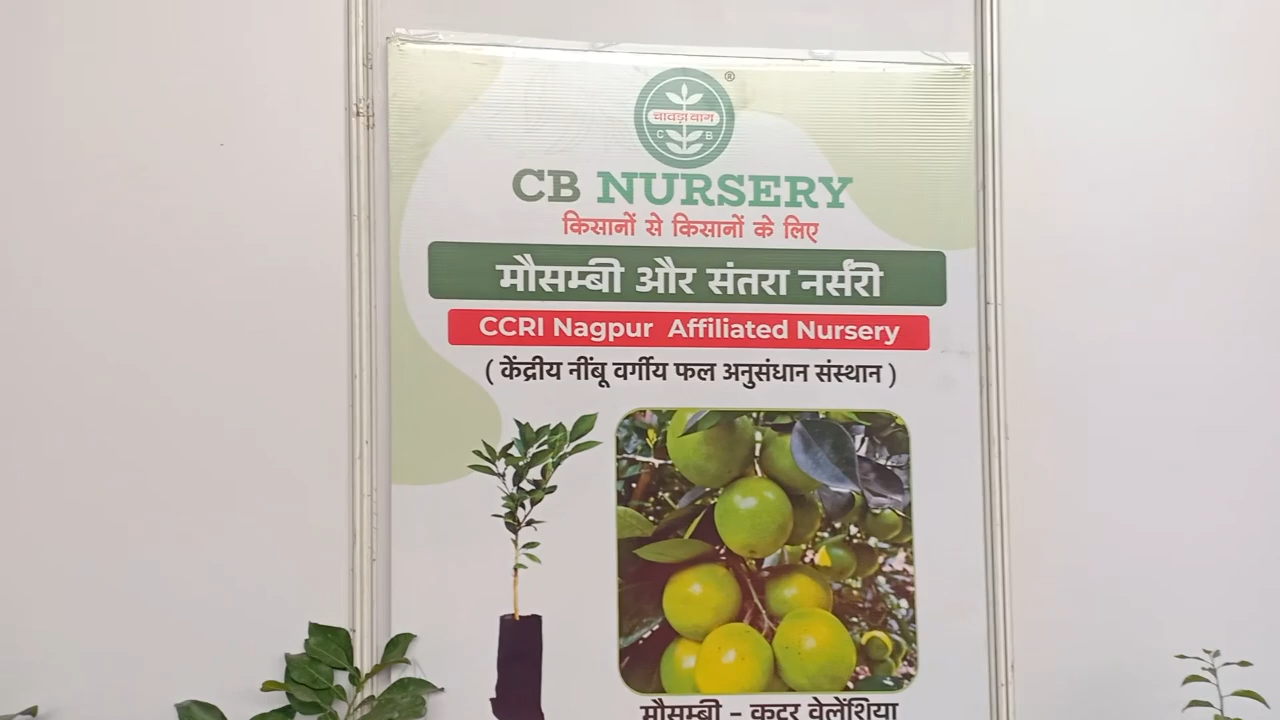 चावड़ा बाग
C B
®
CB NURSERY
किसानों से किसानों के लिए
मौसम्बी और संतरा नर्सरी
CCRI Nagpur Affiliated Nursery
( केंद्रीय नींबू वर्गीय फल अनुसंधान संस्थान )
मौसम्बी - कटर वेलेंशिया